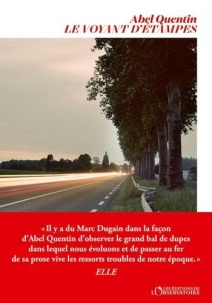 Abel Quentin
LE VOYANT D'ÉTAMPES
« Il y a du Marc Dugain dans la façon
d'Abel Quentin d'observer le grand bal de dupes
dans lequel nous évoluons et de passer au fer
de sa prose vive les ressorts troubles de notre époque. »
ELLE
LES ÉDITIONS DE
L'OBSERVATOIRE